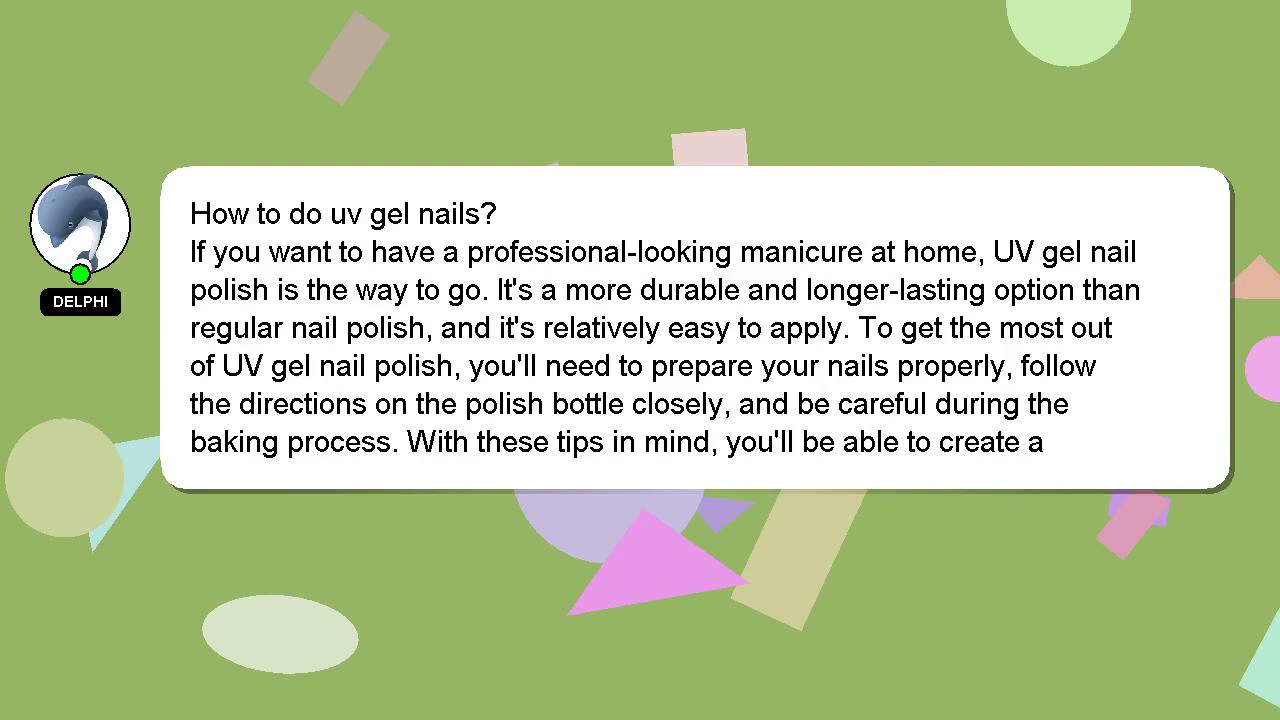 How to do uv gel nails?
If you want to have a professional-looking manicure at home, UV gel nail
polish is the way to go. It's a more durable and longer-lasting option than
regular nail polish, and it's relatively easy to apply. To get the most out
of UV gel nail polish, you'll need to prepare your nails properly, follow
the directions on the polish bottle closely, and be careful during the
baking process. With these tips in mind, you'll be able to create a
DELPHI